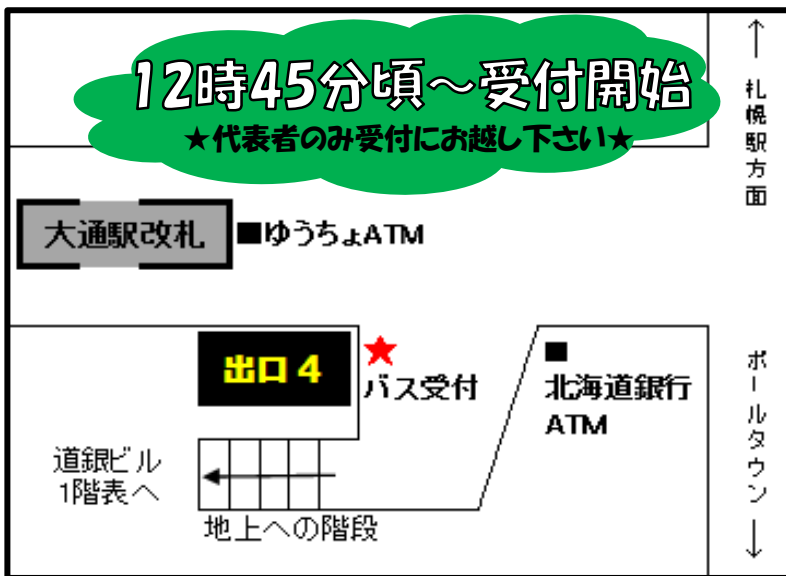 12時45分頃～受付開始
★代表者のみ受付にお越し下さい★
↑札幌駅方面
大通駅改札
■ゆうちょATM
出口4
★
バス受付
■
北海道銀行
ATM
ポールタウン↓
道銀ビル
1階表へ
地上への階段